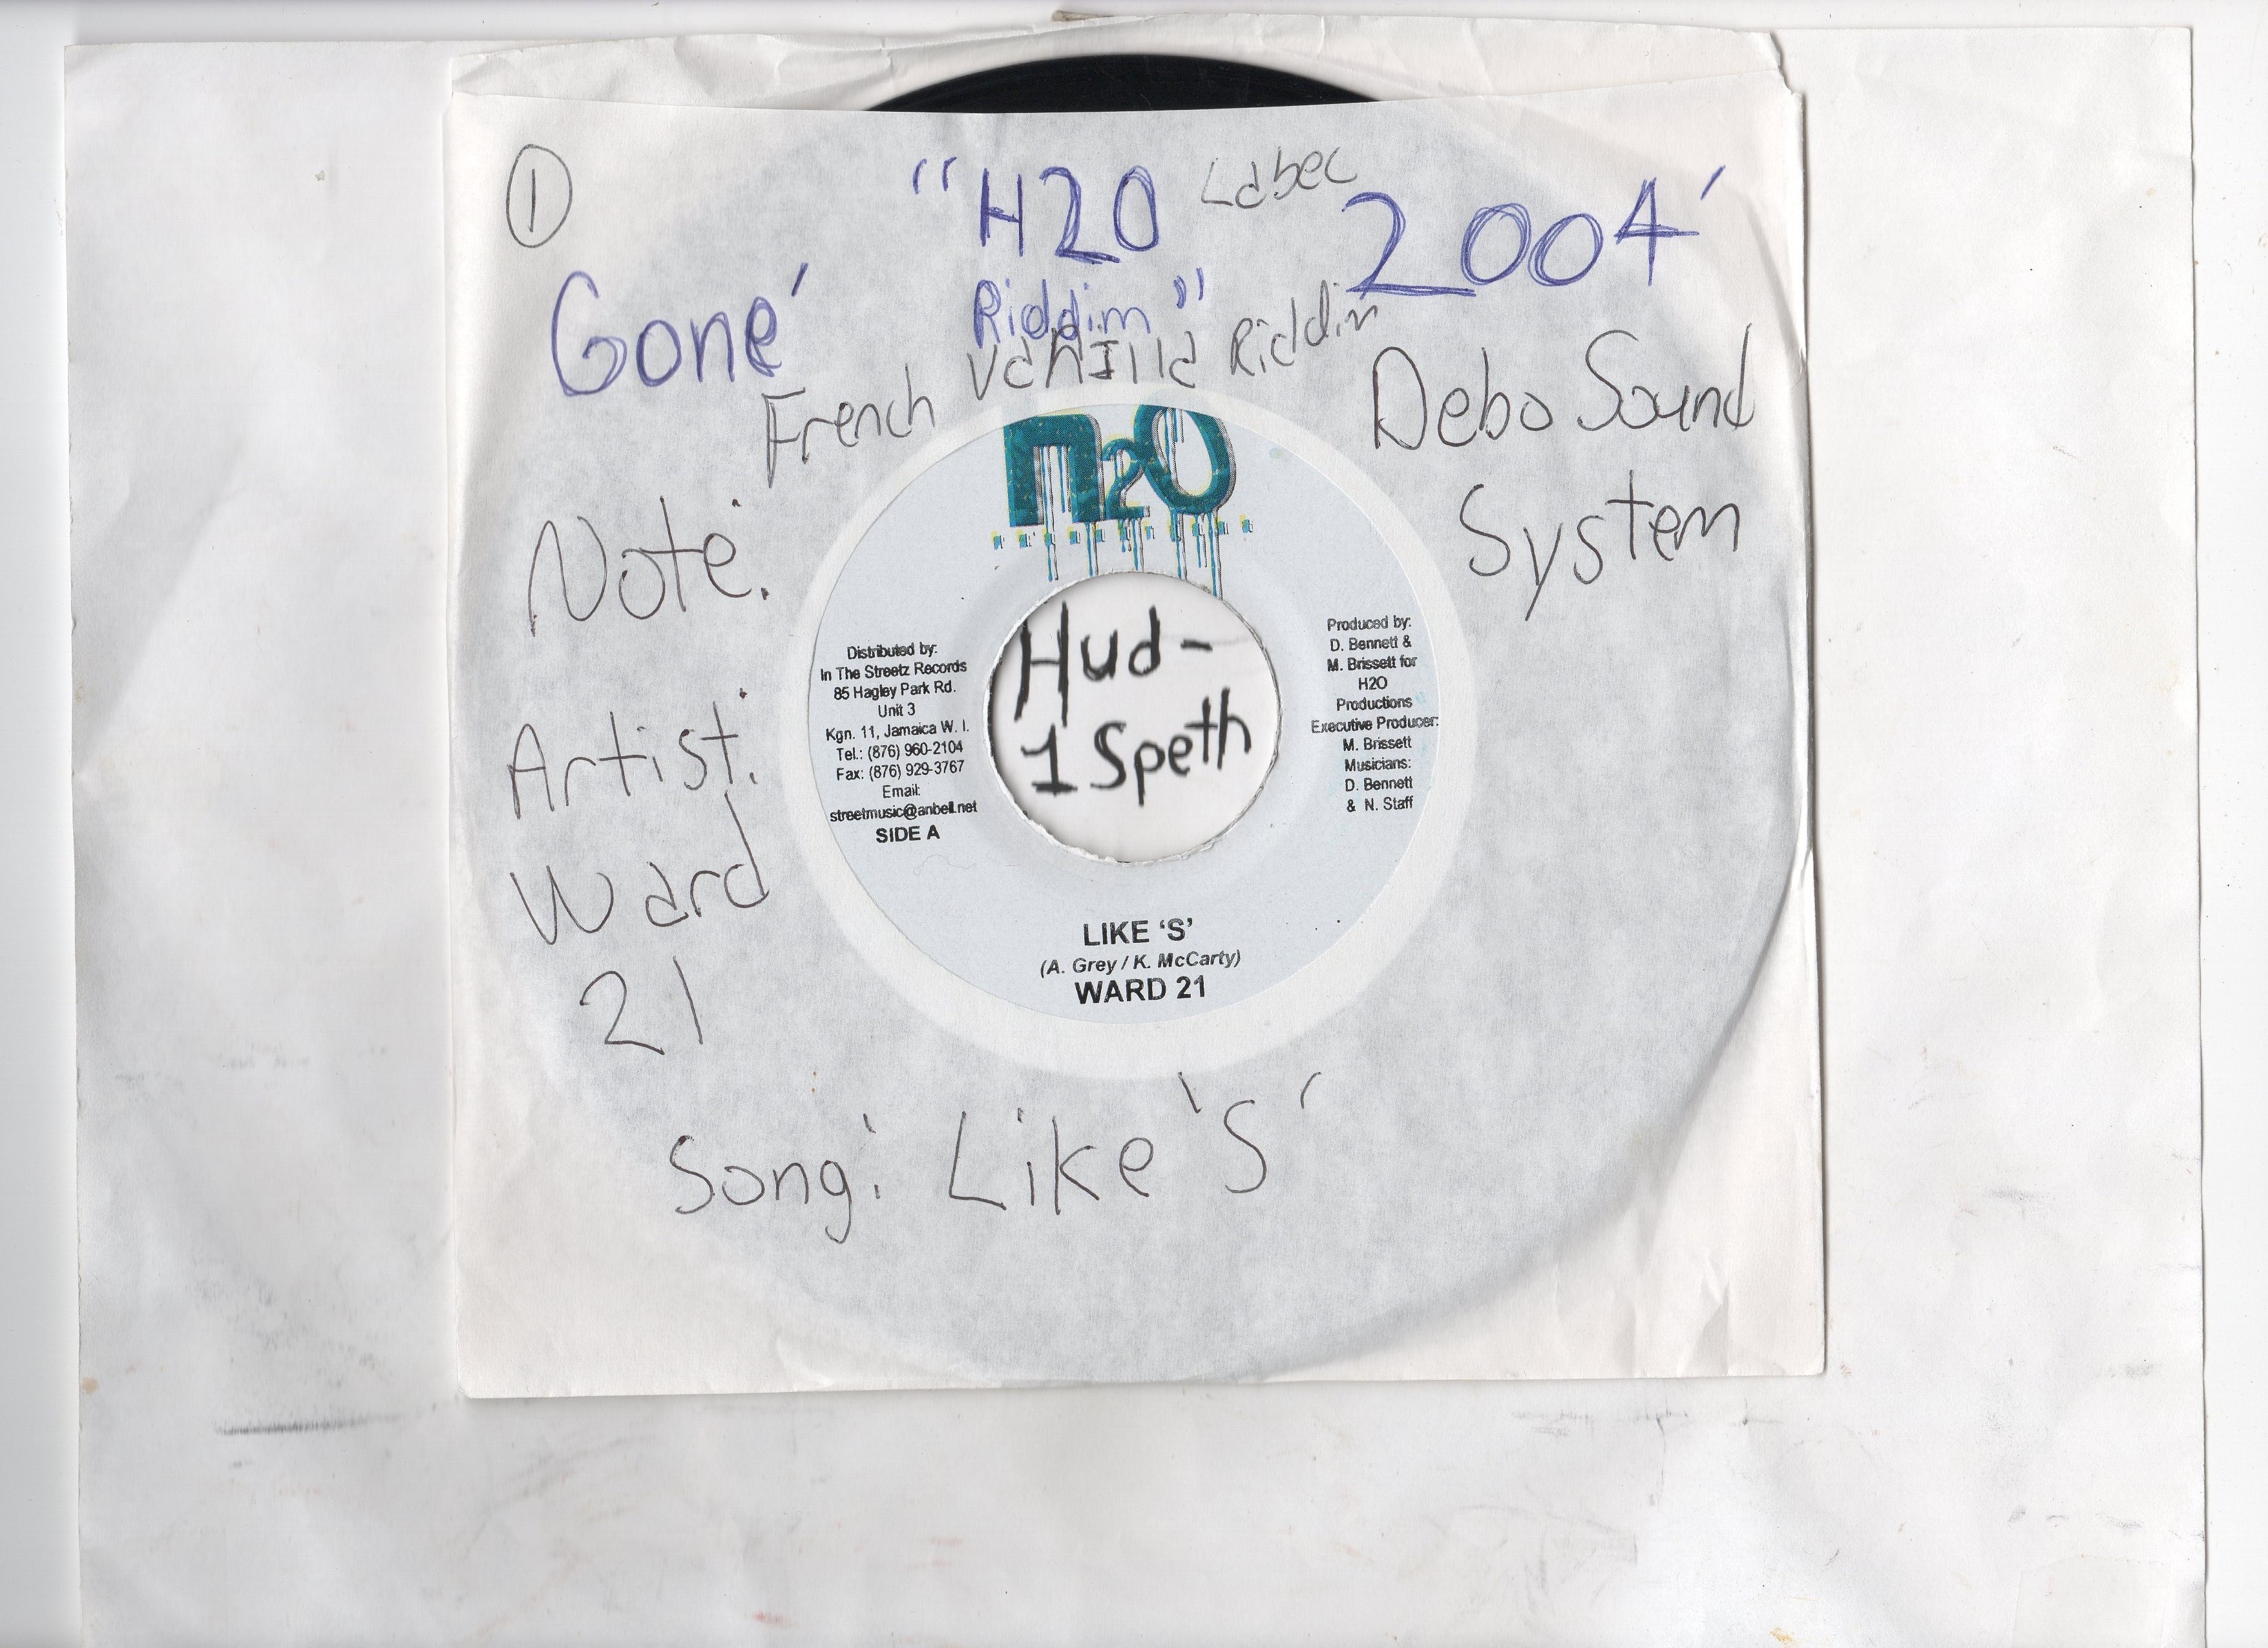 ①
"H20
Label
2004'
Gone'
Riddim"
French Vanilla Riddim
Debo Sound
System
Note:
Artist:
Ward
21
Song: Like 'S'
H2O
Distributed by:
In The Streetz Records
85 Hagley Park Rd.
Unit 3
Kgn. 11, Jamaica W. I.
Tel.: (876) 960-2104
Fax: (876) 929-3767
Email:
streetmusic@anbell.net
SIDE A
Hud-
1 Speth
Produced by:
D. Bennett &
M. Brissett for
H2O
Productions
Executive Producer:
M. Brissett
Musicians:
D. Bennett
& N. Staff
LIKE 'S'
(A. Grey / K. McCarty)
WARD 21